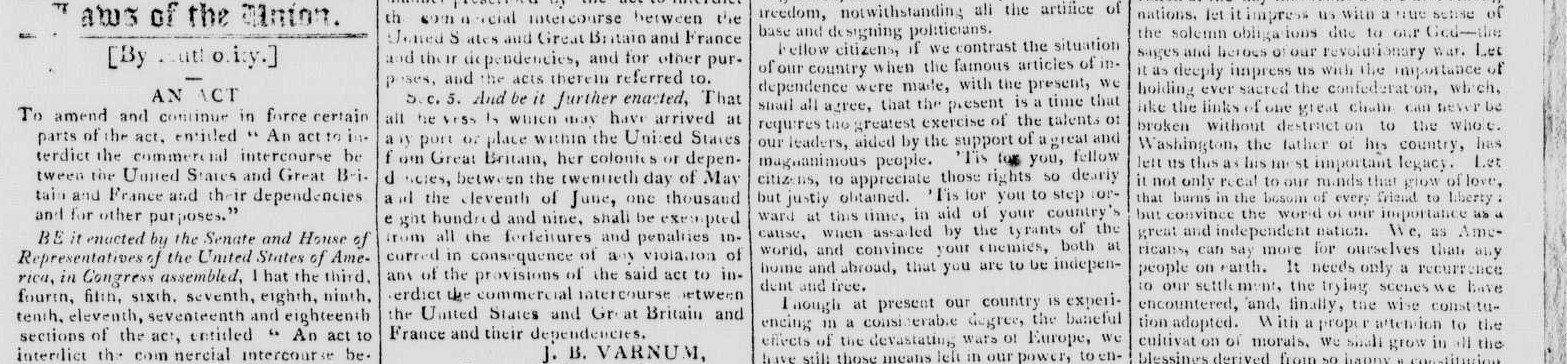 Laws of the Union.
[By Authority.]
AN ACT
To amend and continue in force certain
parts of the act, entitled " An act to in-
terdict the commercial intercourse be
tween the United States and Great Bri-
tain and France and their dependencies
and for other purposes."
BE it enacted by the Senate and House of
Representatives of the United States of Ame-
rica, in Congress assembled, That the third,
fourth, fifth, sixth, seventh, eighth, ninth,
tenth, eleventh, seventeenth and eighteenth
sections of the act, entitled " An act to
interdict the commercial intercourse be-
the commercial intercourse between the
United States and Great Britain and France
and their dependencies, and for other pur-
poses, and the acts therein referred to.
Sec. 5. And be it further enacted, That
all the vessels which may have arrived at
any port or place within the United States
from Great Britain, her colonies or depen-
dencies, between the twentieth day of May
and the eleventh of June, one thousand
eight hundred and nine, shall be exempted
from all the forfeitures and penalties in-
curred in consequence of any violation of
any of the provisions of the said act to in-
terdict the commercial intercourse between
the United States and Great Britain and
France and their dependencies.
J. B. VARNUM,
freedom, notwithstanding all the artifice of
base and designing politicians.
Fellow citizens, if we contrast the situation
of our country when the famous articles of in-
dependence were made, with the present, we
shall all agree, that the present is a time that
requires the greatest exercise of the talents of
our leaders, aided by the support of a great and
magnanimous people. 'Tis for you, fellow
citizens, to appreciate those rights so dearly
but justly obtained. 'Tis for you to step for-
ward at this time, in aid of your country's
cause, when assailed by the tyrants of the
world, and convince your enemies, both at
home and abroad, that you are to be indepen-
dent and free.
Though at present our country is experi-
encing in a considerable degree, the baneful
effects of the devastating wars of Europe, we
have still those means left in our power, to en-
nations, let it impress us with a true sense of
the solemn obligations due to our God—the
sages and heroes of our revolutionary war. Let
it as deeply impress us with the importance of
holding ever sacred the confederation, which,
like the links of one great chain can never be
broken without destruction to the whole.
Washington, the father of his country, has
left us this as his most important legacy. Let
it not only recal to our minds that glow of love,
that burns in the bosom of every friend to liberty ;
but convince the world of our importance as a
great and independent nation. We, as Ame-
ricans, can say more for ourselves than any
people on earth. It needs only a recurrence
to our settlement, the trying scenes we have
encountered, and, finally, the wise constitu-
tion adopted. With a proper attention to the
cultivation of morals, we shall grow in all the
blessings derived from so happy a constitution